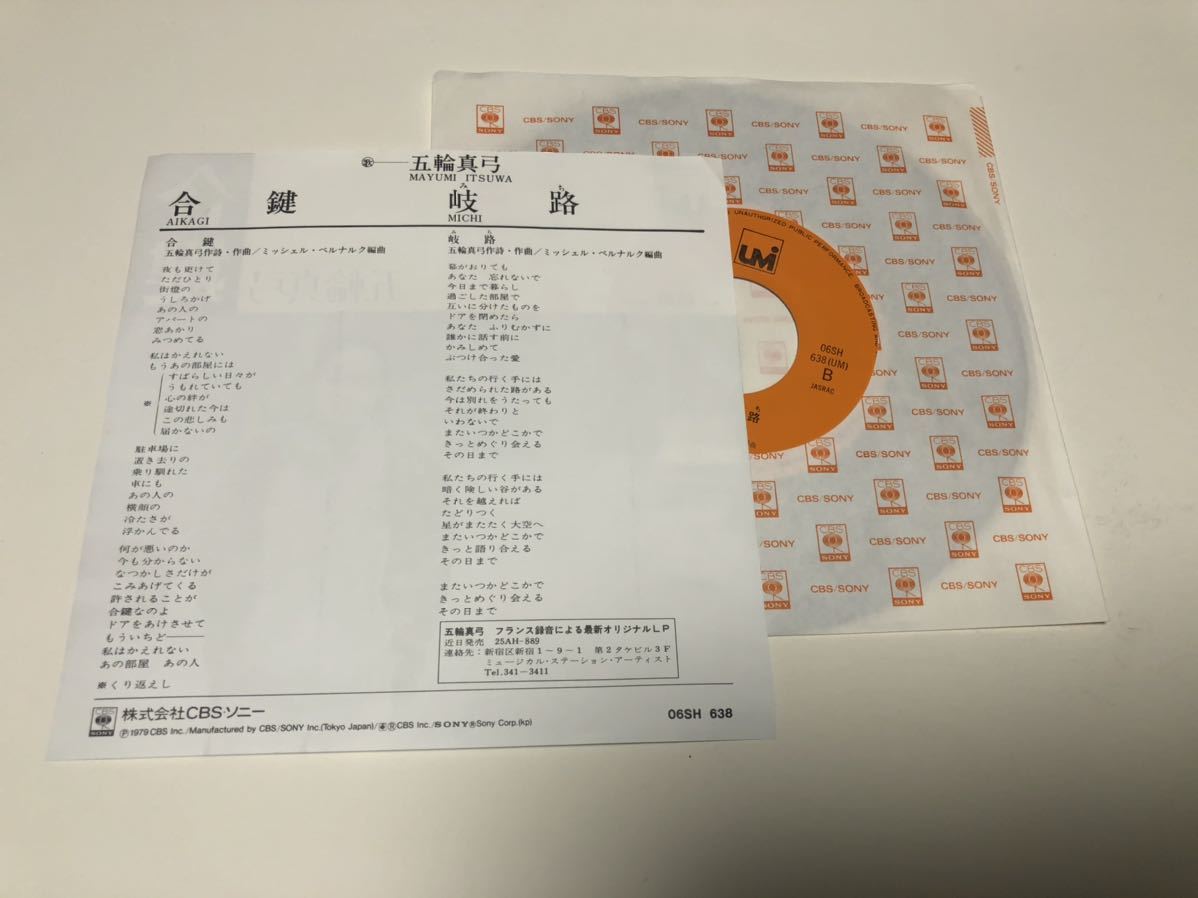 歌——五輪真弓
MAYUMI ITSUWA
合鍵
AIKAGI
み ち
岐路
MICHI
合鍵
五輪真弓作詩・作曲／ミッシェル・ベルナルク編曲
夜も更けて
ただひとり
街燈の
うしろかげ
あの人の
アパートの
窓あかり
みつめてる
私はかえれない
もうあの部屋には
すばらしい日々が
うもれていても
※ 心の絆が
途切れた今は
この悲しみも
届かないの
駐車場に
置き去りの
乗り馴れた
車にも
あの人の
横顔の
冷たさが
浮かんでる
何が悪いのか
今も分からない
なつかしさだけが
こみあげてくる
許されることが
合鍵なのよ
ドアをあけさせて
もういちど——
私はかえれない
あの部屋 あの人
※くり返えし
み ち
岐路
五輪真弓作詩・作曲／ミッシェル・ベルナルク編曲
幕がおりても
あなた 忘れないで
今日まで暮らし
過ごした部屋で
互いに分けたものを
ドアを閉めたら
あなた ふりむかずに
誰かに話す前に
かみしめて
ぶつけ合った愛
私たちの行く手には
さだめられた路がある
今は別れをうたっても
それが終わりと
いわないで
またいつかどこかで
きっとめぐり会える
その日まで
私たちの行く手には
暗く険しい谷がある
それを越えれば
たどりつく
星がまたたく大空へ
またいつかどこかで
きっと語り合える
その日まで
またいつかどこかで
きっとめぐり会える
その日まで
五輪真弓 フランス録音による最新オリジナルLP
近日発売 25AH-889
連絡先：新宿区新宿1-9-1 第2タケビル3F
ミュージカル・ステーション・アーティスト
Tel.341-3411
CBS SONY 株式会社CBS・ソニー
06SH 638
Ⓟ1979 CBS Inc./Manufactured by CBS/SONY Inc.(Tokyo Japan)/CBS Inc./SONY®Sony Corp.(kp)
UNAUTHORIZED PUBLIC PERFORMANCE BROADCASTING
UMI
06SH
638(UM)
B
JASRAC
ち
路
CBS SONY CBS/SONY